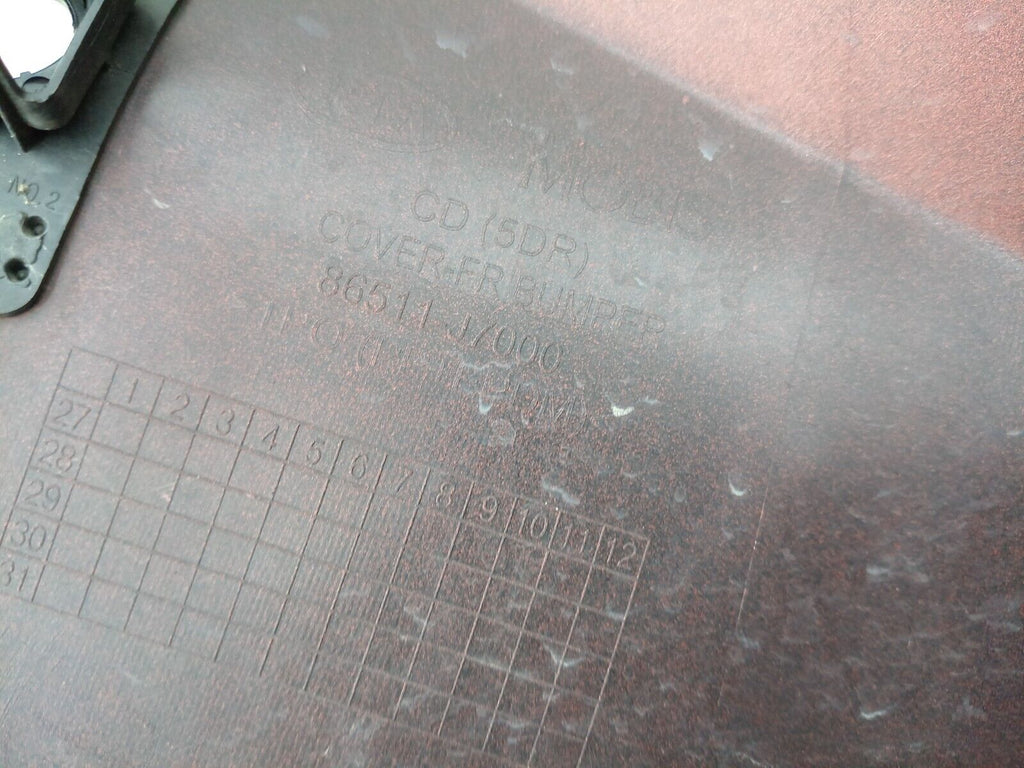 NO.2
KIA
MOBIS
CD (5DR)
COVER-FR BUMPER
86511-J7000
1 2 3 4 5 6 7 8 9 10 11 12
27
28
29
30
31